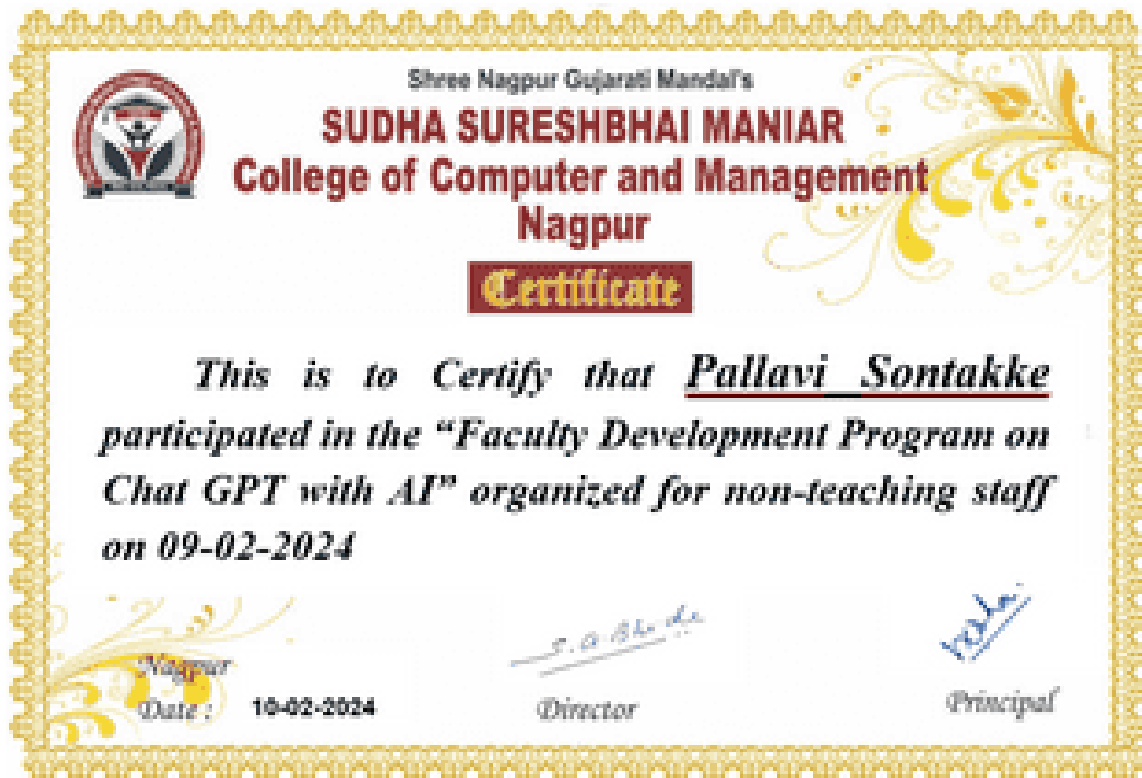 Shree Nagpur Gujarati Mandal's
SUDHA SURESHBHAI MANIAR
College of Computer and Management
Nagpur
Certificate
This is to Certify that Pallavi Sontakke
participated in the “Faculty Development Program on
Chat GPT with AI” organized for non-teaching staff
on 09-02-2024
Nagpur
Date : 10-02-2024
Director
Principal